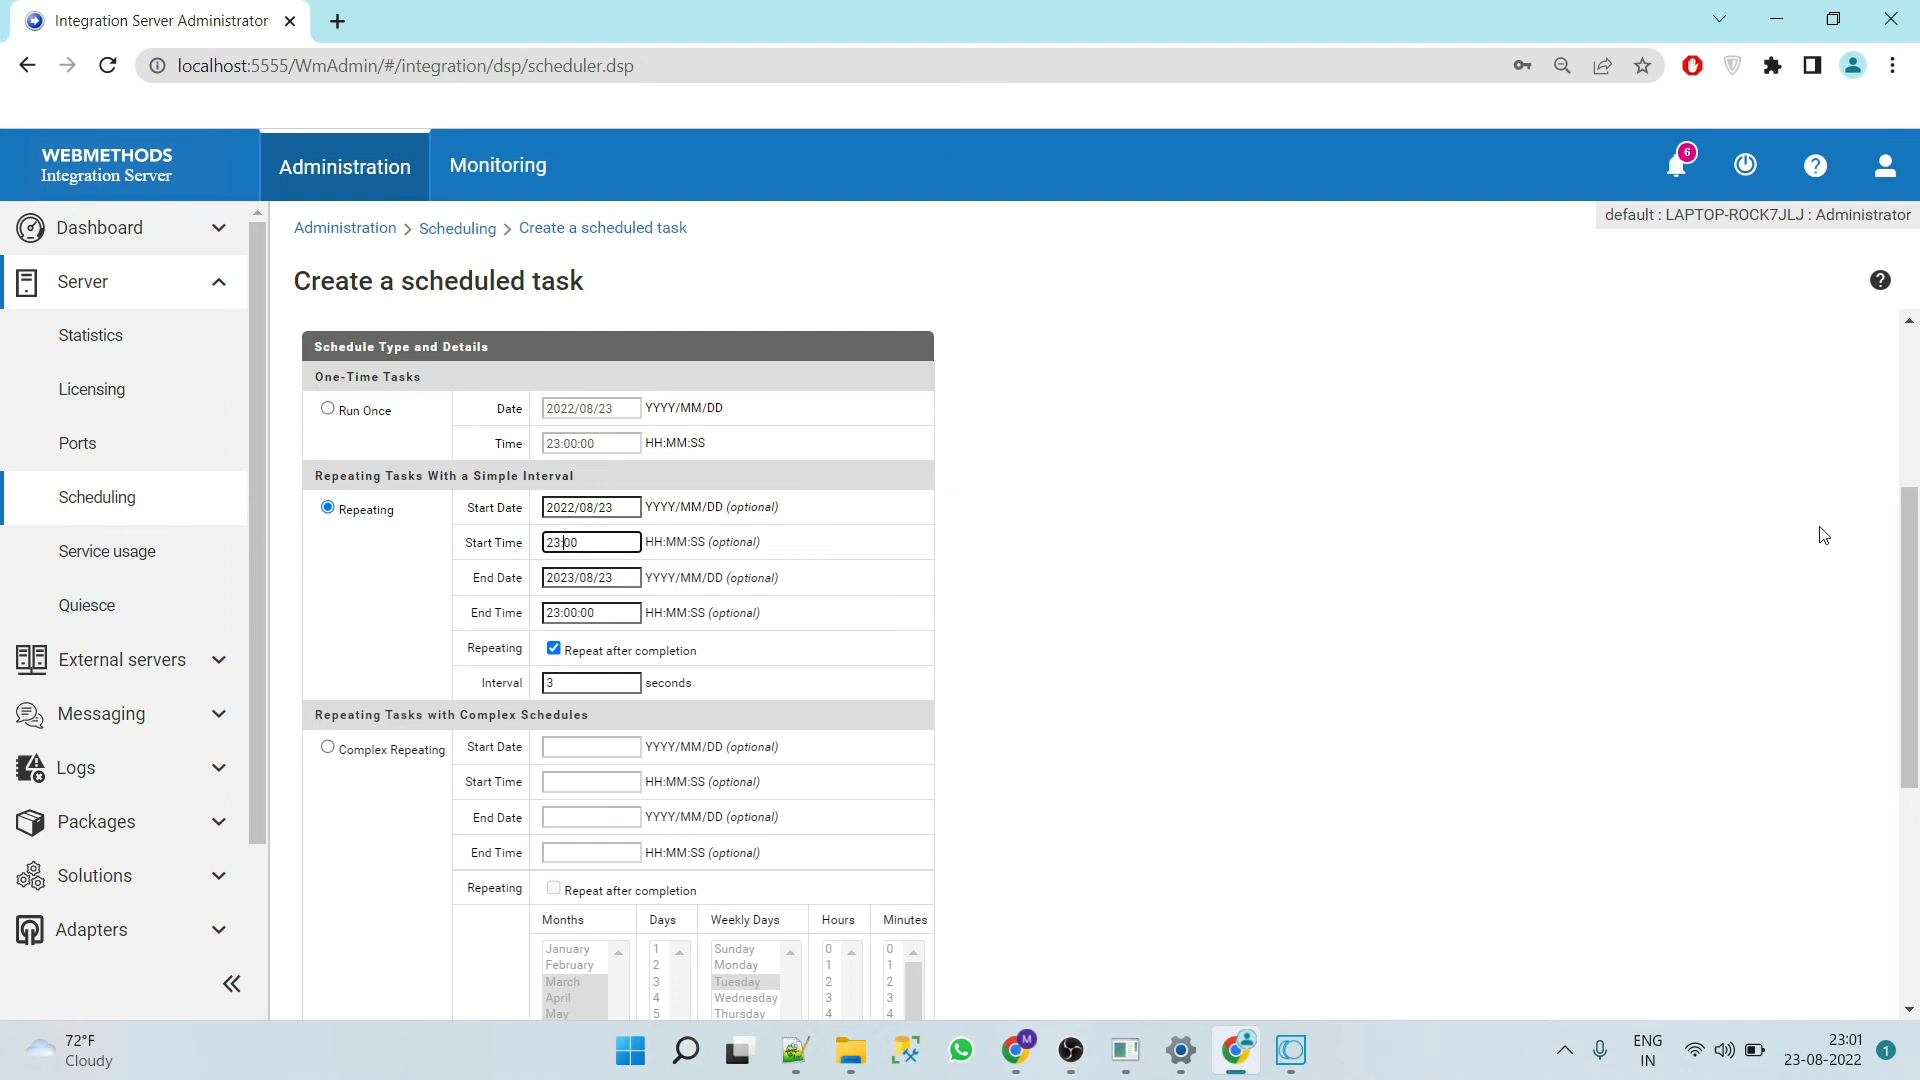 Integration Server Administrator
localhost:5555/WmAdmin/#/integration/dsp/scheduler.dsp
WEBMETHODS
Integration Server
Administration
Monitoring
6
default : LAPTOP-ROCK7JLJ : Administrator
Dashboard
Server
Statistics
Licensing
Ports
Scheduling
Service usage
Quiesce
External servers
Messaging
Logs
Packages
Solutions
Adapters
Administration > Scheduling > Create a scheduled task
Create a scheduled task
Schedule Type and Details
One-Time Tasks
Run Once Date 2022/08/23 YYYY/MM/DD
Time 23:00:00 HH:MM:SS
Repeating Tasks With a Simple Interval
Repeating Start Date 2022/08/23 YYYY/MM/DD (optional)
Start Time 23:00 HH:MM:SS (optional)
End Date 2023/08/23 YYYY/MM/DD (optional)
End Time 23:00:00 HH:MM:SS (optional)
Repeating Repeat after completion
Interval 3 seconds
Repeating Tasks with Complex Schedules
Complex Repeating Start Date YYYY/MM/DD (optional)
Start Time HH:MM:SS (optional)
End Date YYYY/MM/DD (optional)
End Time HH:MM:SS (optional)
Repeating Repeat after completion
Months Days Weekly Days Hours Minutes
January 1 Sunday 0 0
February 2 Monday 1 1
March 3 Tuesday 2 2
April 4 Wednesday 3 3
May 5 Thursday 4 4
72°F
Cloudy
M
ENG
IN
23:01
23-08-2022
1